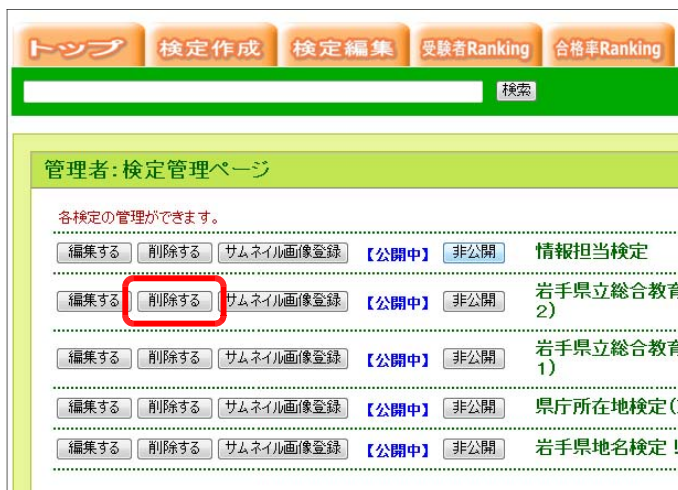 トップ 検定作成 検定編集 受験者Ranking 合格率Ranking
検索
管理者:検定管理ページ
各検定の管理ができます。
編集する 削除する サムネイル画像登録 【公開中】 非公開 情報担当検定
編集する 削除する サムネイル画像登録 【公開中】 非公開 岩手県立総合教育
2)
編集する 削除する サムネイル画像登録 【公開中】 非公開 岩手県立総合教育
1)
編集する 削除する サムネイル画像登録 【公開中】 非公開 県庁所在地検定(
編集する 削除する サムネイル画像登録 【公開中】 非公開 岩手県地名検定!